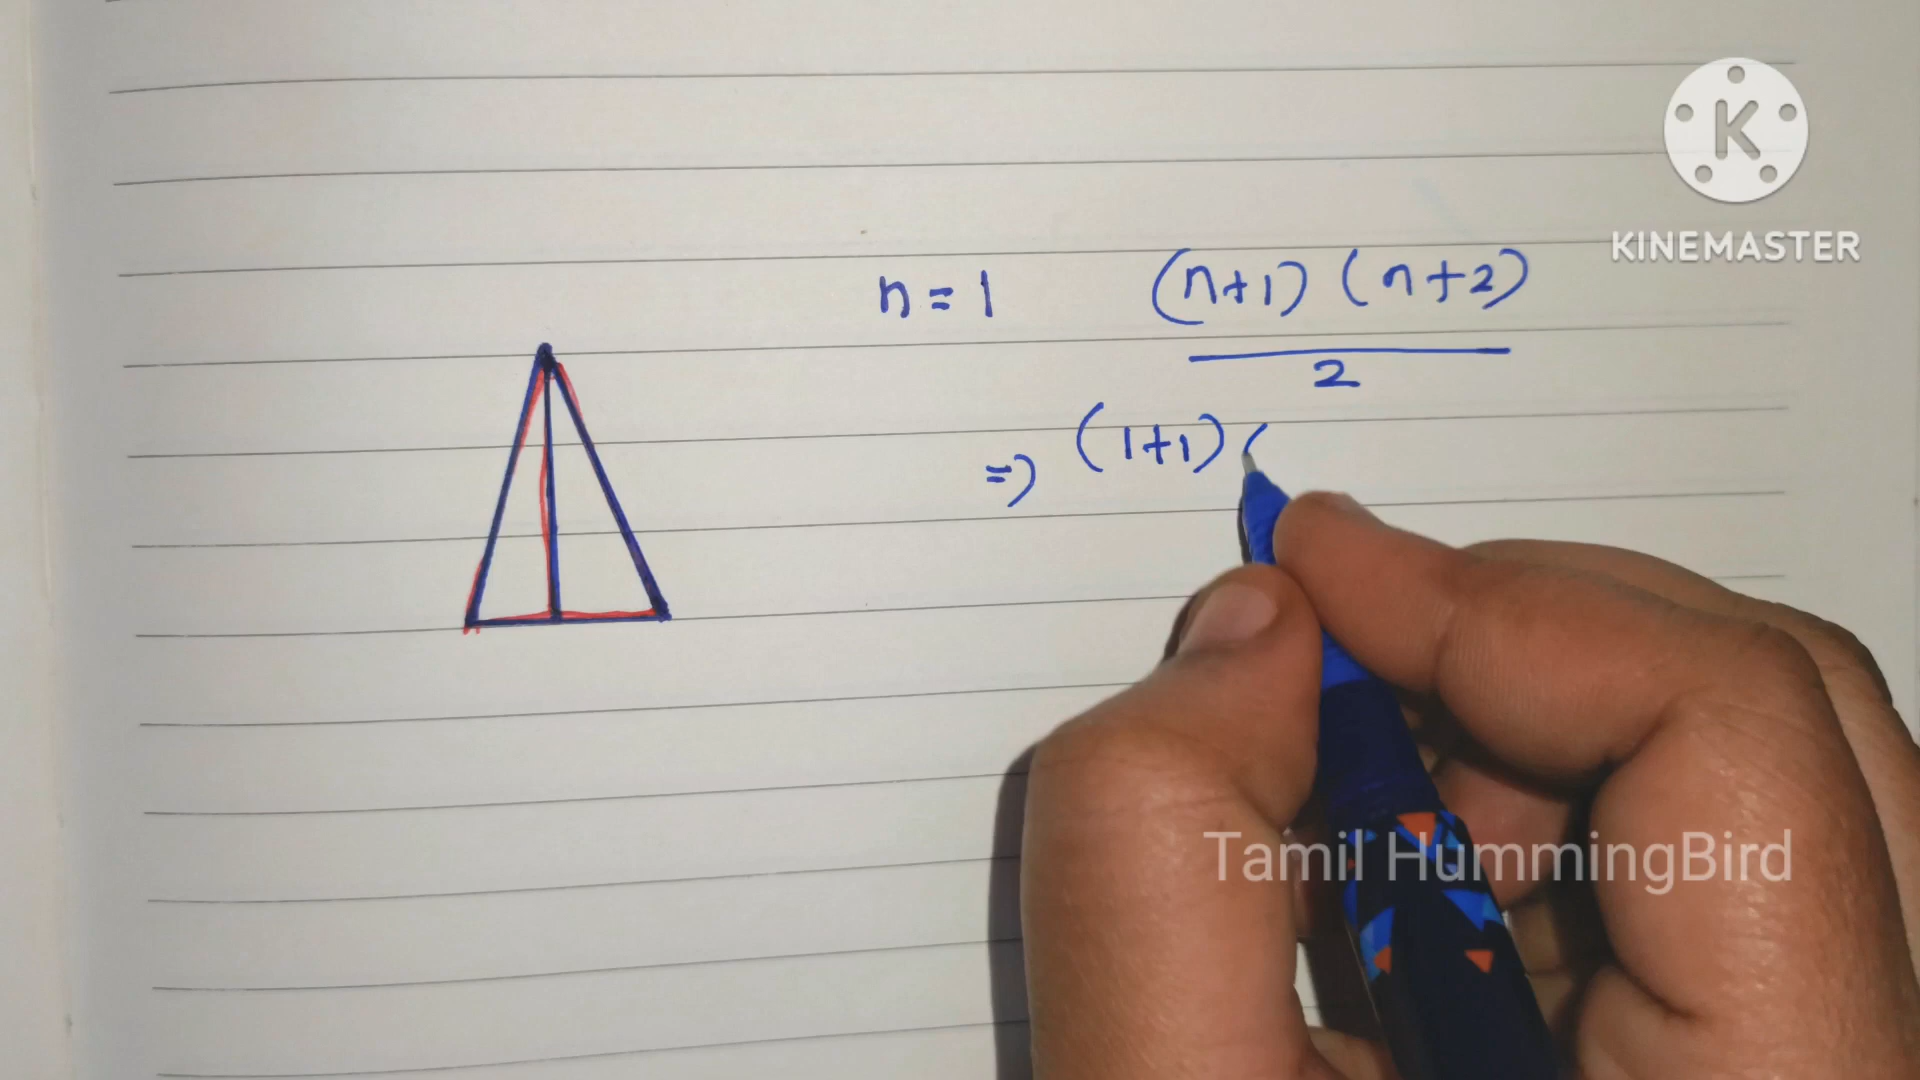 KINEMASTER
n = 1 (n+1) (n+2)
2
=> (1+1) (
Tamil HummingBird